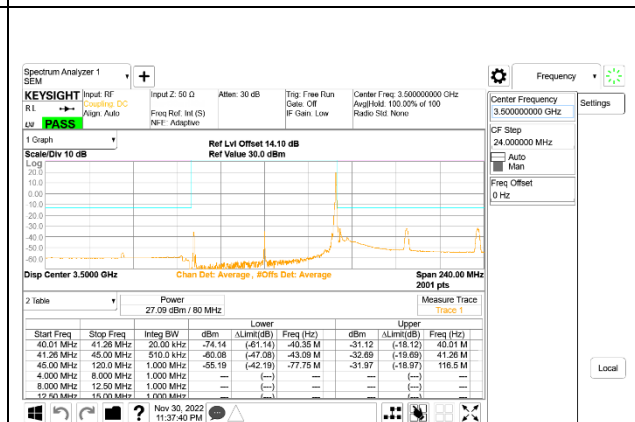 Spectrum Analyzer 1
SEM
Frequency
KEYSIGHT
Input: RF
Input Z: 50 Ω
Atten: 30 dB
Trig: Free Run
Center Freq: 3.500000000 GHz
RL
Coupling: DC
Gate: Off
Avg|Hold: 100.00% of 100
Align: Auto
Freq Ref: Int (S)
IF Gain: Low
Radio Std: None
PASS
NFE: Adaptive
Center Frequency
3.500000000 GHz
Settings
CF Step
24.000000 MHz
Auto
Man
Freq Offset
0 Hz
1 Graph
Ref Lvl Offset 14.10 dB
Scale/Div 10 dB
Ref Value 30.0 dBm
Log
20.0
10.0
0.00
-10.0
-20.0
-30.0
-40.0
-50.0
-60.0
Disp Center 3.5000 GHz
Chan Det: Average , #Offs Det: Average
Span 240.00 MHz
2001 pts
2 Table
Power
27.09 dBm / 80 MHz
Measure Trace
Trace 1
Lower Upper
Start Freq Stop Freq Integ BW dBm ΔLimit(dB) Freq (Hz) dBm ΔLimit(dB) Freq (Hz)
40.01 MHz 41.26 MHz 20.00 kHz -74.14 (-61.14) -40.35 M -31.12 (-18.12) 40.01 M
41.26 MHz 45.00 MHz 510.0 kHz -60.08 (-47.08) -43.09 M -32.69 (-19.69) 41.26 M
45.00 MHz 120.0 MHz 1.000 MHz -55.19 (-42.19) -77.75 M -31.97 (-18.97) 116.5 M
4.000 MHz 8.000 MHz 1.000 MHz --- (---) --- --- (---) ---
8.000 MHz 12.50 MHz 1.000 MHz --- (---) --- --- (---) ---
12.50 MHz 15.00 MHz 1.000 MHz --- (---) --- --- (---) ---
Local
Nov 30, 2022
11:37:40 PM